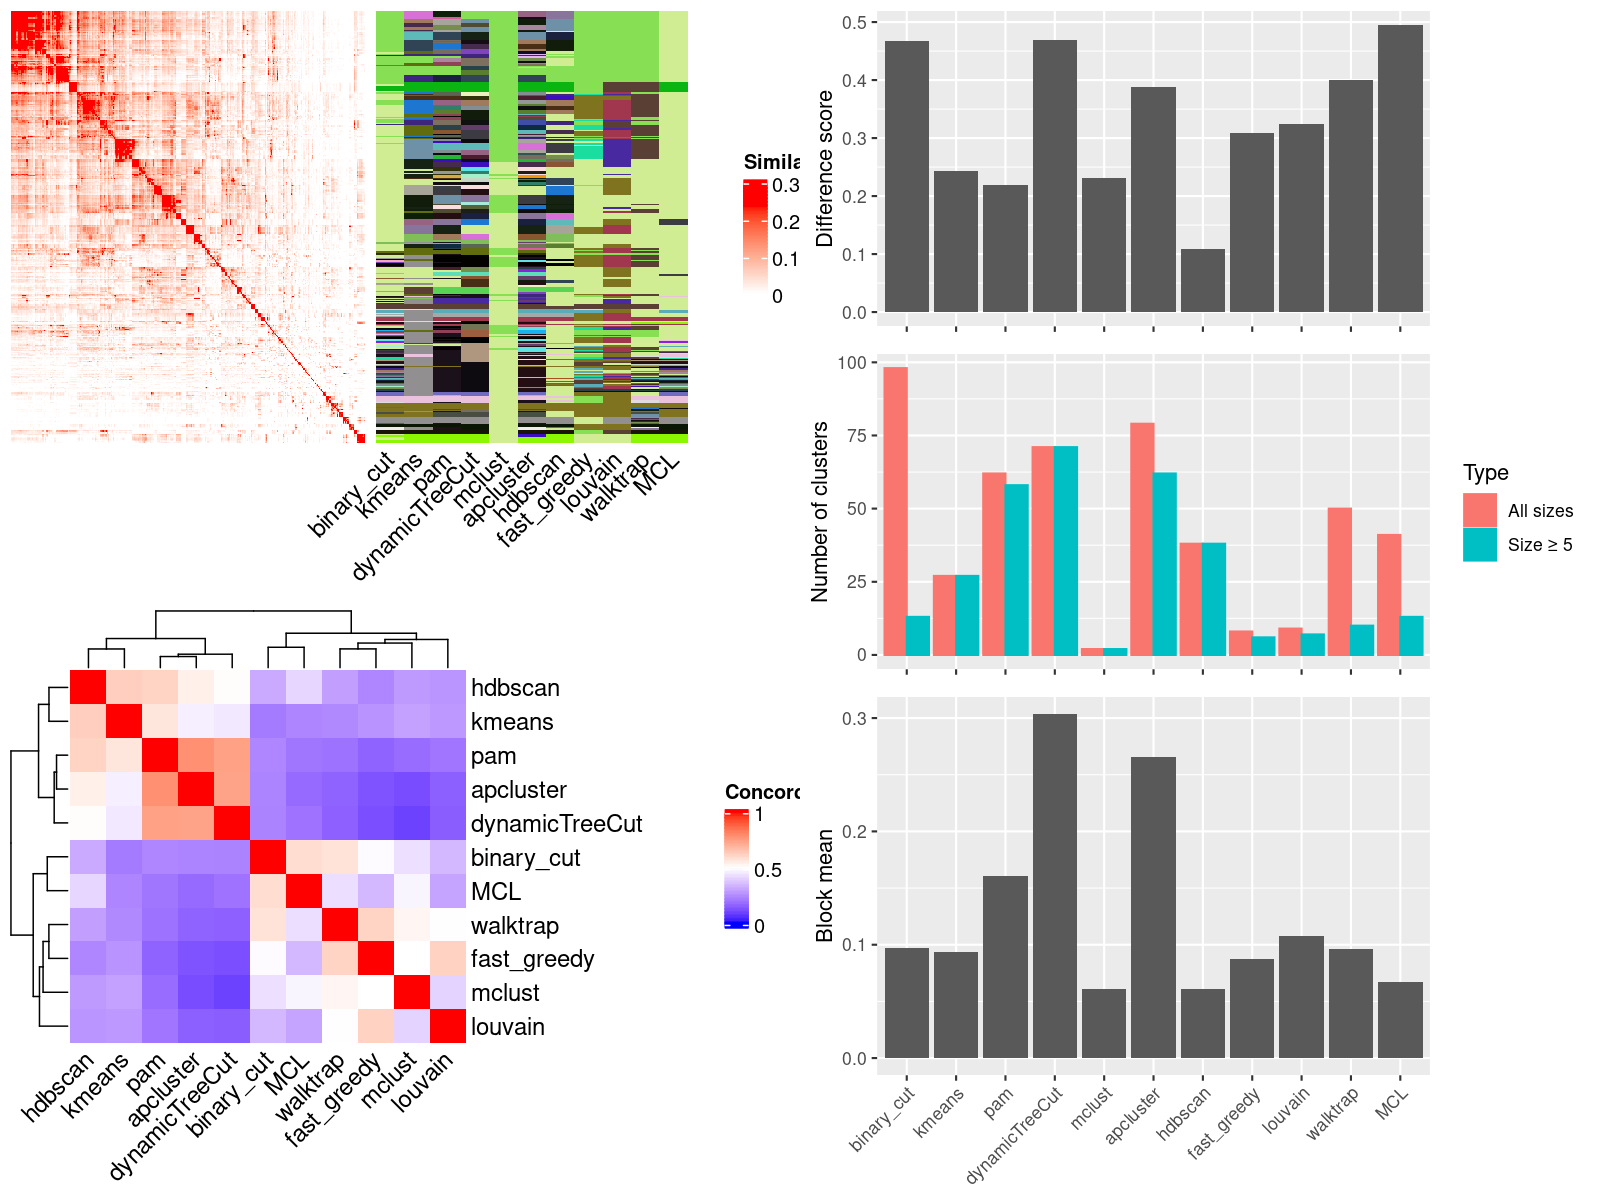 Simila
0.3
0.2
0.1
0
binary_cut
kmeans
pam
dynamicTreeCut
mclust
apcluster
hdbscan
fast_greedy
louvain
walktrap
MCL
hdbscan
kmeans
pam
apcluster
dynamicTreeCut
binary_cut
MCL
walktrap
fast_greedy
mclust
louvain
hdbscan
kmeans
pam
apcluster
dynamicTreeCut
binary_cut
MCL
walktrap
fast_greedy
mclust
louvain
Concord
1
0.5
0
Difference score
0.5
0.4
0.3
0.2
0.1
0.0
Number of clusters
100
75
50
25
0
Type
All sizes
Size ≥ 5
Block mean
0.3
0.2
0.1
0.0
binary_cut
kmeans
pam
dynamicTreeCut
mclust
apcluster
hdbscan
fast_greedy
louvain
walktrap
MCL